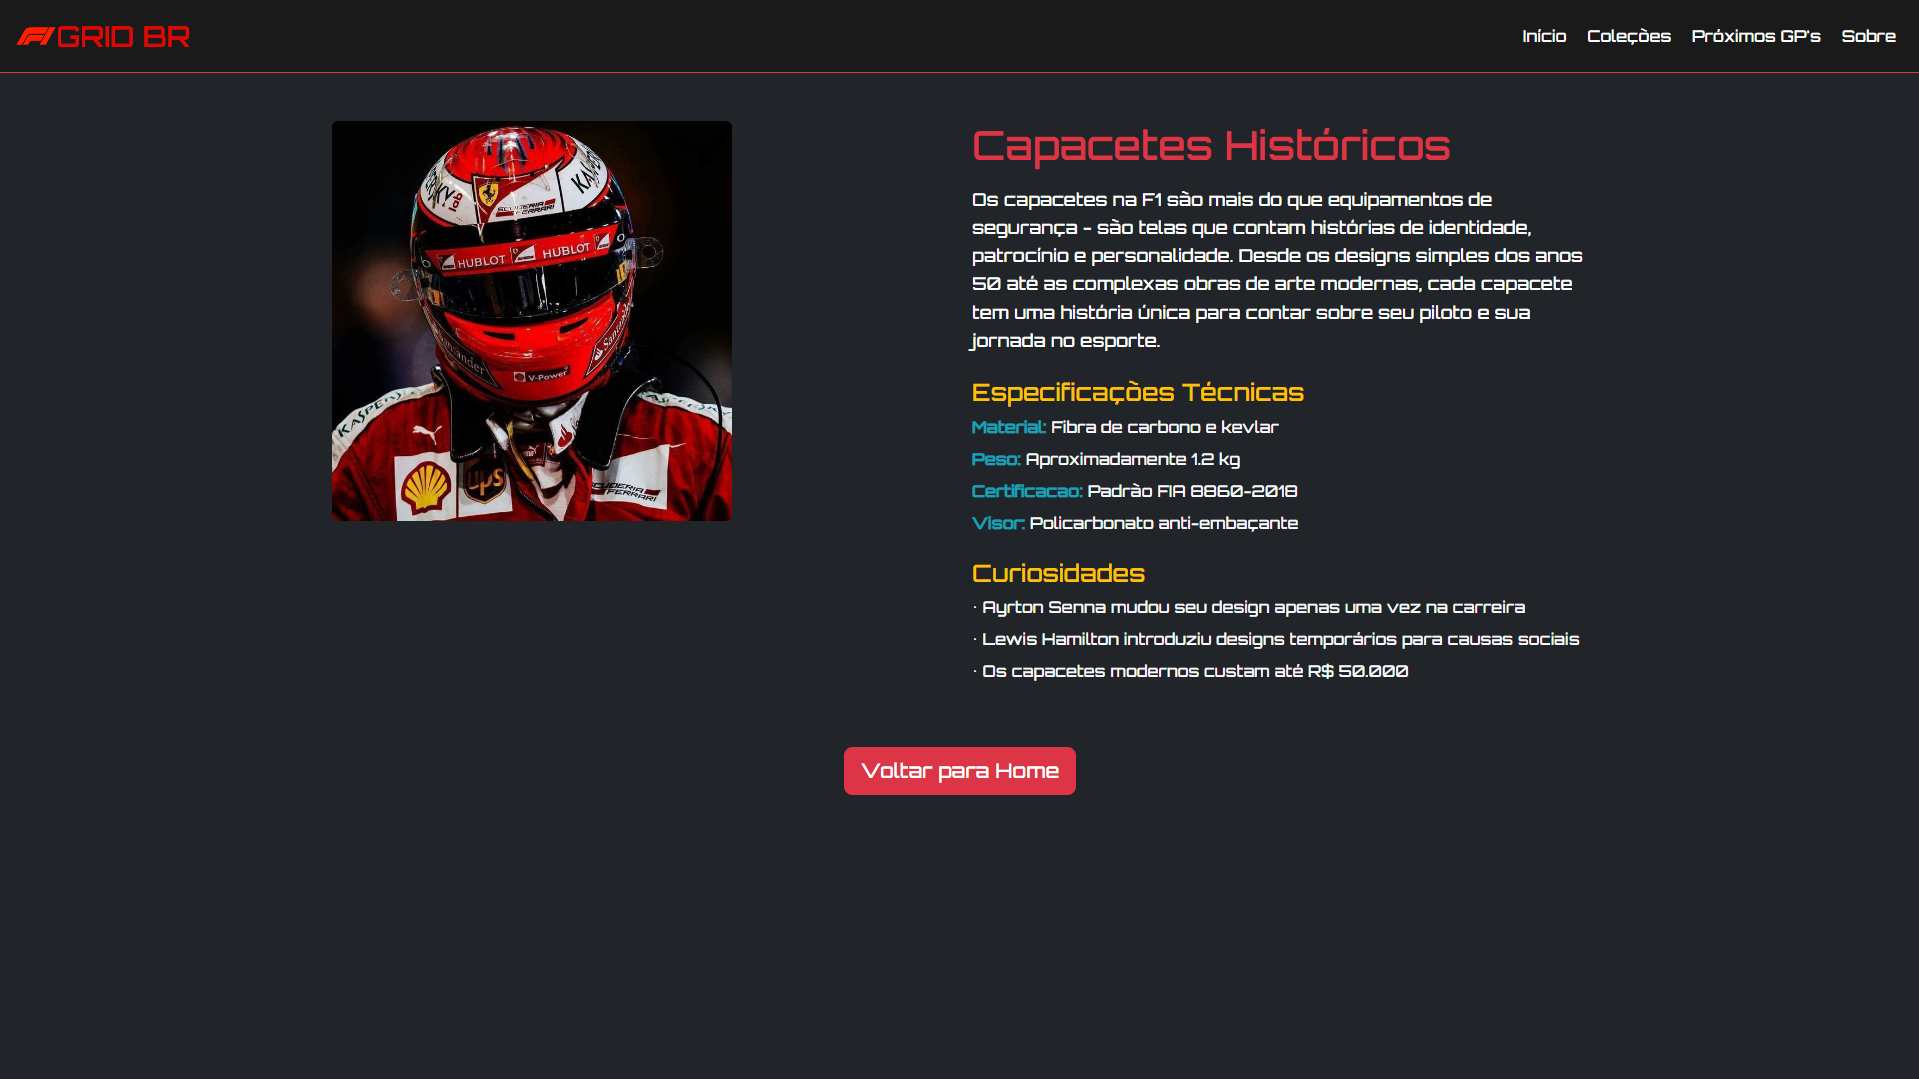 F1 GRID BR
Início Coleções Próximos GP's Sobre
KASPERSKY lab
KASPE
SCUDERIA
FERRARI
HUBLOT HUBLOT
Santander
Santander
V-Power
KASPERS
ups
SCUDERIA
FERRARI
Capacetes Históricos
Os capacetes na F1 são mais do que equipamentos de
segurança - são telas que contam histórias de identidade,
patrocínio e personalidade. Desde os designs simples dos anos
50 até as complexas obras de arte modernas, cada capacete
tem uma história única para contar sobre seu piloto e sua
jornada no esporte.
Especificações Técnicas
Material: Fibra de carbono e kevlar
Peso: Aproximadamente 1.2 kg
Certificacao: Padrão FIA 8860-2018
Visor: Policarbonato anti-embaçante
Curiosidades
· Ayrton Senna mudou seu design apenas uma vez na carreira
· Lewis Hamilton introduziu designs temporários para causas sociais
· Os capacetes modernos custam até R$ 50.000
Voltar para Home